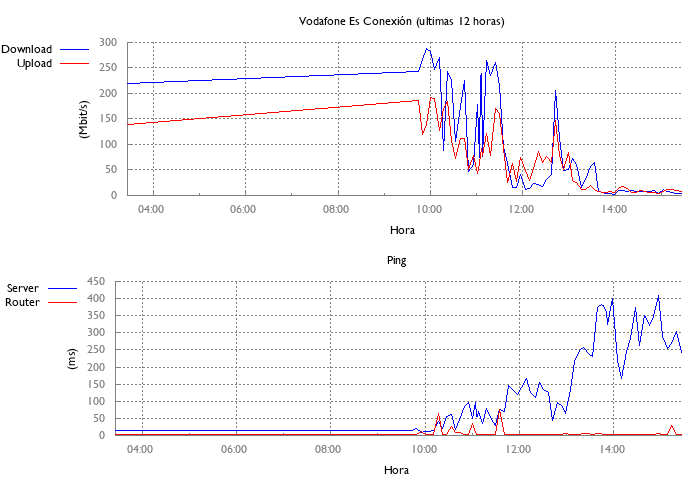 Vodafone Es Conexión (ultimas 12 horas)
Download
Upload
300
250
200
150
100
50
0
(Mbit/s)
04:00 06:00 08:00 10:00 12:00 14:00
Hora
Ping
Server
Router
450
400
350
300
250
200
150
100
50
0
(ms)
04:00 06:00 08:00 10:00 12:00 14:00
Hora